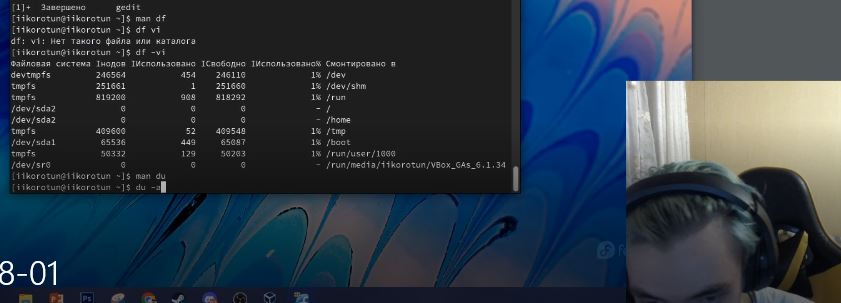 [1]+  Завершено      gedit
[iikorotun@iikorotun ~]$ man df
[iikorotun@iikorotun ~]$ df vi
df: vi: Нет такого файла или каталога
[iikorotun@iikorotun ~]$ df -vi
Файловая система Iнодов IИспользовано IСвободно IИспользовано% Cмонтировано в
devtmpfs 246564 454 246110 1% /dev
tmpfs 251661 1 251660 1% /dev/shm
tmpfs 819200 908 818292 1% /run
/dev/sda2 0 0 0 - /
/dev/sda2 0 0 0 - /home
tmpfs 409600 52 409548 1% /tmp
/dev/sda1 65536 449 65087 1% /boot
tmpfs 50332 129 50203 1% /run/user/1000
/dev/sr0 0 0 0 - /run/media/iikorotun/VBox_GAs_6.1.34
[iikorotun@iikorotun ~]$ man du
[iikorotun@iikorotun ~]$ du -a
8-01